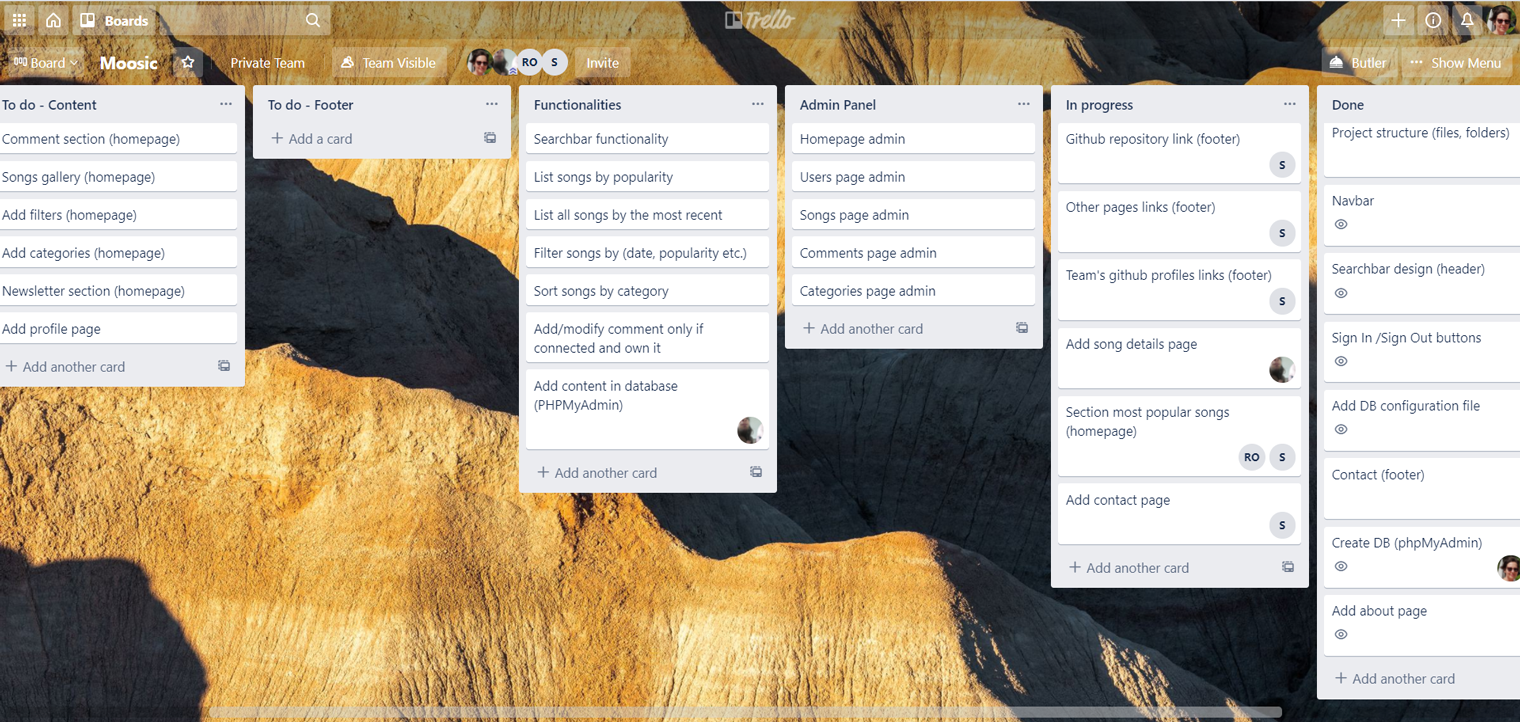 Boards
Trello
Board
Moosic
Private Team
Team Visible
RO
S
Invite
Butler
Show Menu
To do - Content
Comment section (homepage)
Songs gallery (homepage)
Add filters (homepage)
Add categories (homepage)
Newsletter section (homepage)
Add profile page
Add another card
To do - Footer
Add a card
Functionalities
Searchbar functionality
List songs by popularity
List all songs by the most recent
Filter songs by (date, popularity etc.)
Sort songs by category
Add/modify comment only if
connected and own it
Add content in database
(PHPMyAdmin)
Add another card
Admin Panel
Homepage admin
Users page admin
Songs page admin
Comments page admin
Categories page admin
Add another card
In progress
Github repository link (footer)
S
Other pages links (footer)
S
Team's github profiles links (footer)
S
Add song details page
Section most popular songs
(homepage)
RO
S
Add contact page
S
Add another card
Done
Project structure (files, folders)
Navbar
Searchbar design (header)
Sign In /Sign Out buttons
Add DB configuration file
Contact (footer)
Create DB (phpMyAdmin)
Add about page
Add another card